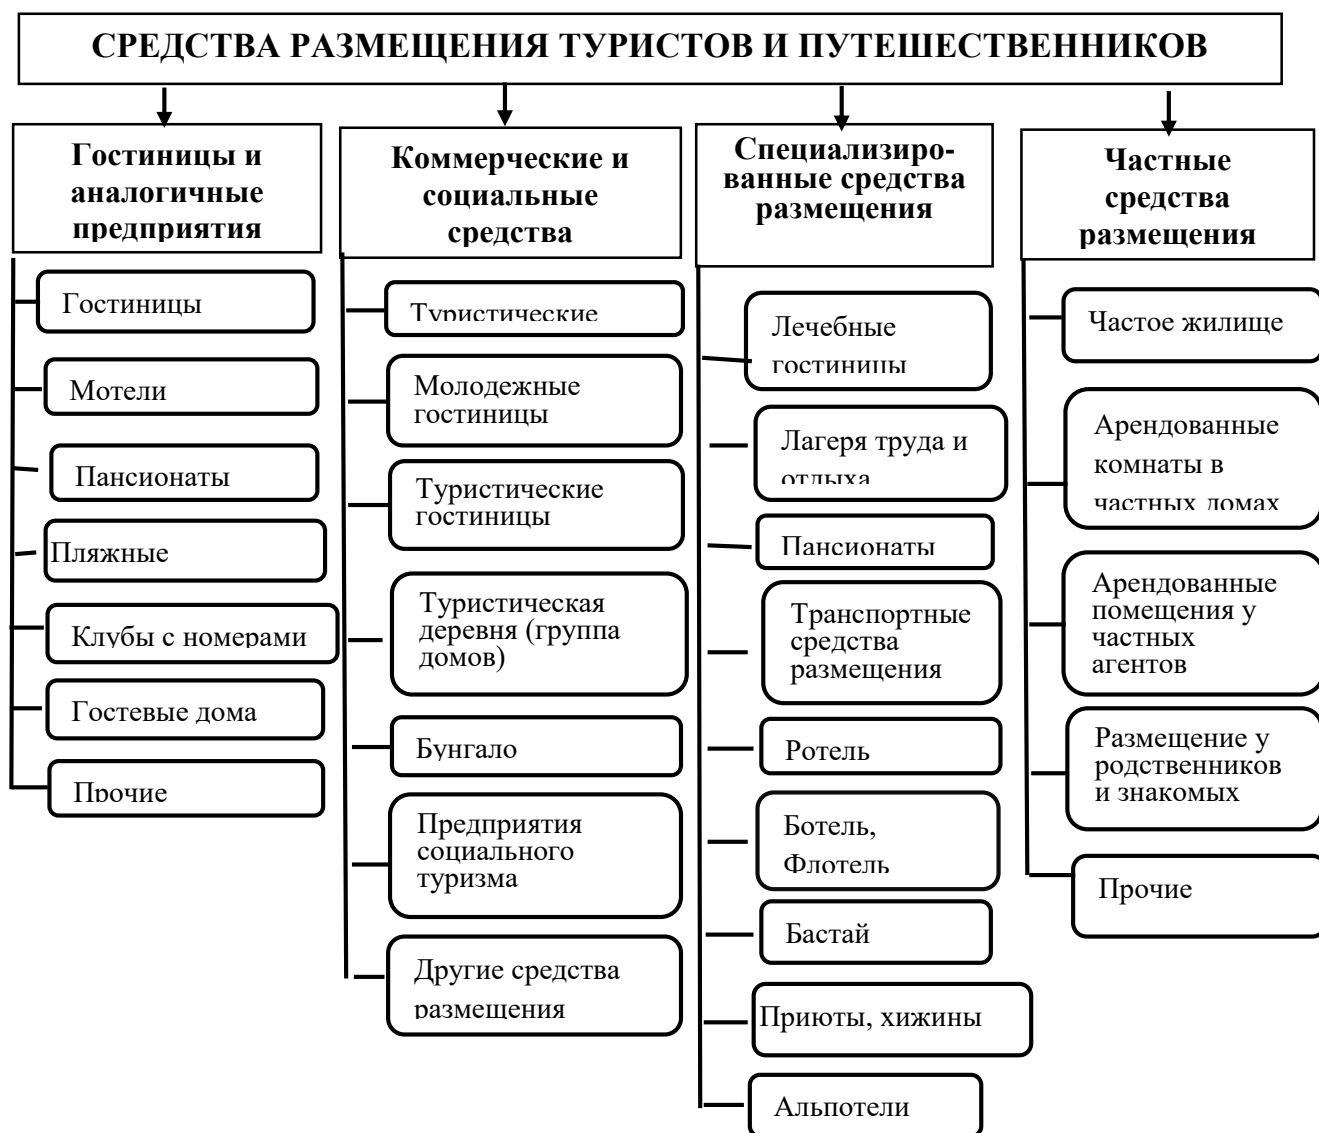 СРЕДСТВА РАЗМЕЩЕНИЯ ТУРИСТОВ И ПУТЕШЕСТВЕННИКОВ
Гостиницы и
аналогичные
предприятия
Гостиницы
Мотели
Пансионаты
Пляжные
Клубы с номерами
Гостевые дома
Прочие
Коммерческие и
социальные
средства
Туристические
Молодежные
гостиницы
Туристические
гостиницы
Туристическая
деревня (группа
домов)
Бунгало
Предприятия
социального
туризма
Другие средства
размещения
Специализиро-
ванные средства
размещения
Лечебные
гостиницы
Лагеря труда и
отдыха
Пансионаты
Транспортные
средства
размещения
Ротель
Ботель,
Флотель
Бастай
Приюты, хижины
Альпотели
Частные
средства
размещения
Частое жилище
Арендованные
комнаты в
частных домах
Арендованные
помещения у
частных
агентов
Размещение у
родственников
и знакомых
Прочие